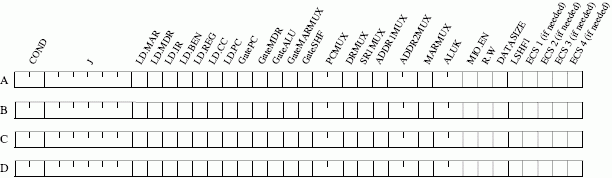 COND
J
LD.MAR
LD.MDR
LD.IR
LD.BEN
LD.REG
LD.CC
LD.PC
GatePC
GateMDR
GateALU
GateMARMUX
GateSHF
PCMUX
DRMUX
SR1MUX
ADDR1MUX
ADDR2MUX
MARMUX
ALUK
MIO.EN
R.W
DATA.SIZE
LSHF1
ECS 1 (if needed)
ECS 2 (if needed)
ECS 3 (if needed)
ECS 4 (if needed)
A
B
C
D